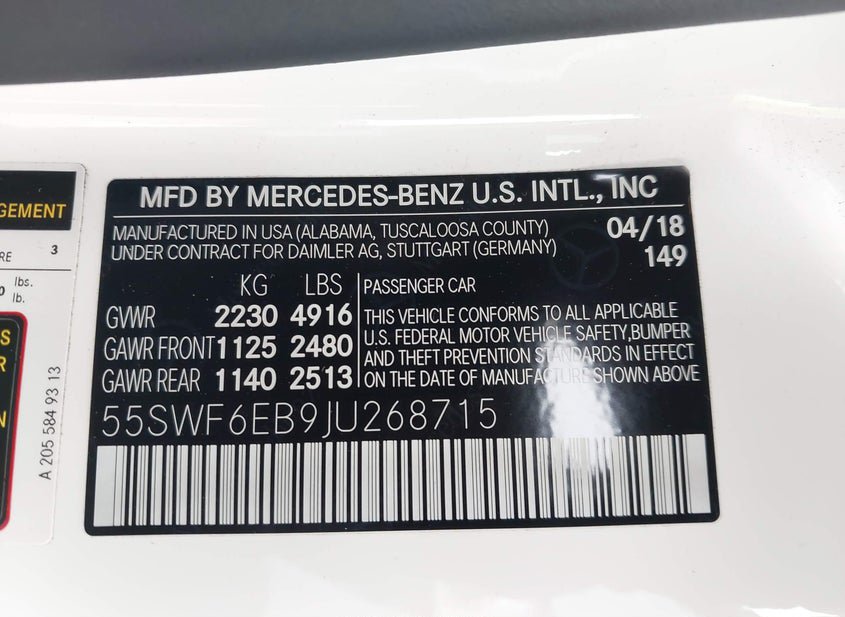 MFD BY MERCEDES-BENZ U.S. INTL., INC
MANUFACTURED IN USA (ALABAMA, TUSCALOOSA COUNTY)
UNDER CONTRACT FOR DAIMLER AG, STUTTGART (GERMANY)
04/18
149
KG LBS
GVWR 2230 4916
GAWR FRONT 1125 2480
GAWR REAR 1140 2513
PASSENGER CAR
THIS VEHICLE CONFORMS TO ALL APPLICABLE
U.S. FEDERAL MOTOR VEHICLE SAFETY, BUMPER
AND THEFT PREVENTION STANDARDS IN EFFECT
ON THE DATE OF MANUFACTURE SHOWN ABOVE
55SWF6EB9JU268715
GEMENT
RE 3
0 lbs.
lb.
S
R
N
A 205 584 93 13